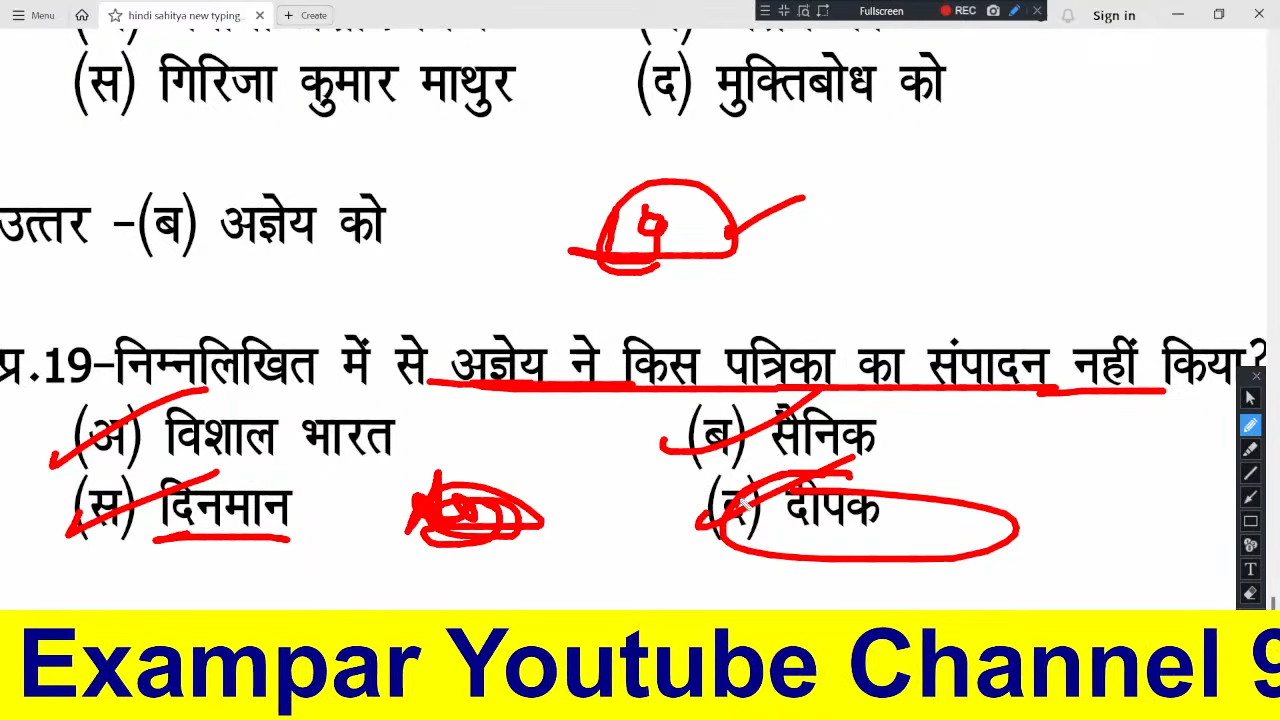 Menu
hindi sahitya new typing...
Create
Fullscreen
REC
Sign in
(स) गिरिजा कुमार माथुर (द) मुक्तिबोध को
उत्तर -(ब) अज्ञेय को
प्र.19-निम्नलिखित में से अज्ञेय ने किस पत्रिका का संपादन नहीं किया?
(अ) विशाल भारत (ब) सैनिक
(स) दिनमान (द) दीपक
Exampar Youtube Channel 9